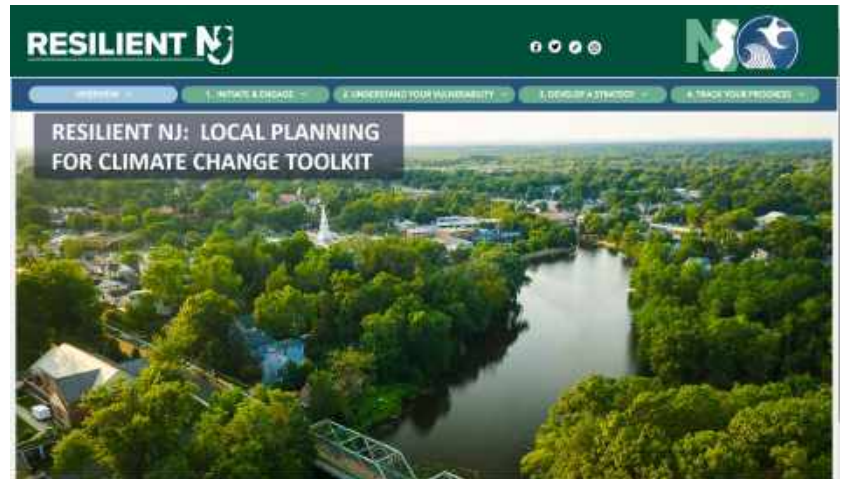 RESILIENT NJ
NJ
OVERVIEW
1. INITIATE & ENGAGE
2. UNDERSTAND YOUR VULNERABILITY
3. DEVELOP A STRATEGY
4. TRACK YOUR PROGRESS
RESILIENT NJ: LOCAL PLANNING
FOR CLIMATE CHANGE TOOLKIT